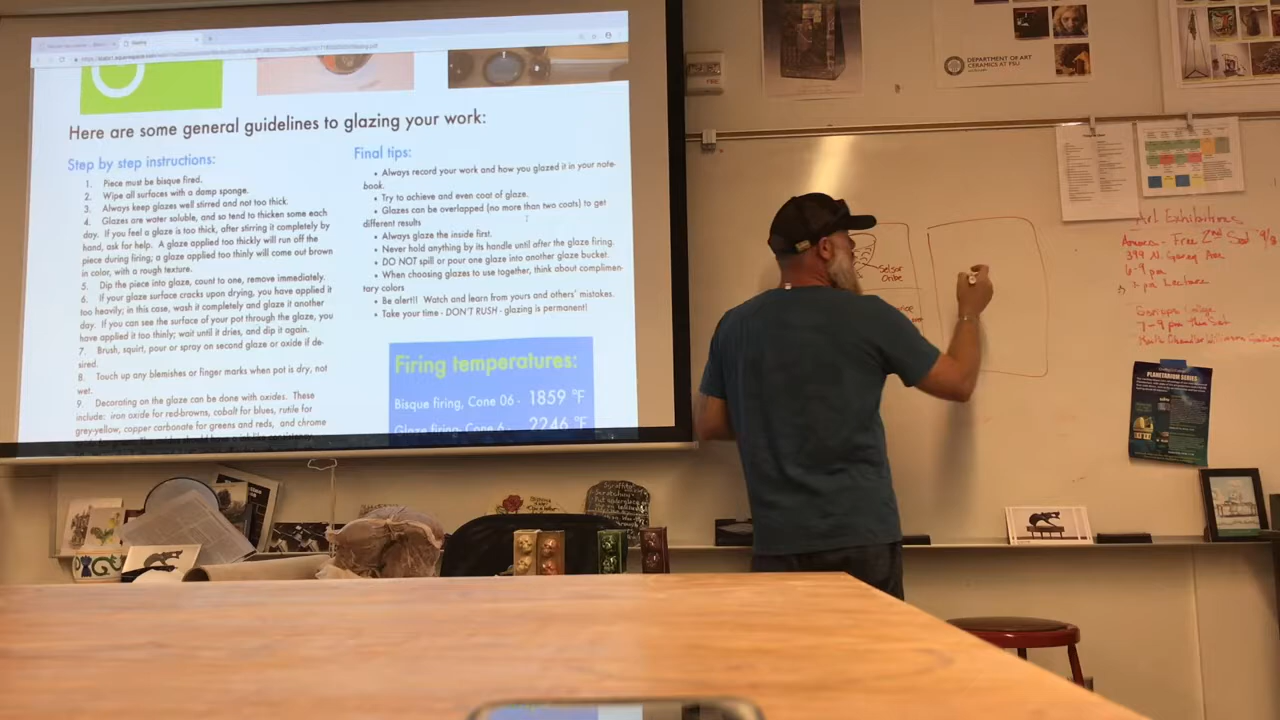 Here are some general guidelines to glazing your work:
Step by step instructions:
1. Piece must be bisque fired.
2. Wipe all surfaces with a damp sponge.
3. Always keep glazes well stirred and not too thick.
4. Glazes are water soluble, and so tend to thicken some each
day. If you feel a glaze is too thick, after stirring it completely by
hand, ask for help. A glaze applied too thickly will run off the
piece during firing; a glaze applied too thinly will come out brown
in color, with a rough texture.
5. Dip the piece into glaze, count to one, remove immediately.
6. If your glaze surface cracks upon drying, you have applied it
too heavily; in this case, wash it completely and glaze it another
day. If you can see the surface of your pot through the glaze, you
have applied it too thinly; wait until it dries, and dip it again.
7. Brush, squirt, pour or spray on second glaze or oxide if de-
sired.
8. Touch up any blemishes or finger marks when pot is dry, not
wet.
9. Decorating on the glaze can be done with oxides. These
include: iron oxide for red-browns, cobalt for blues, rutile for
grey-yellow, copper carbonate for greens and reds, and chrome
Final tips:
• Always record your work and how you glazed it in your note-
book.
• Try to achieve and even coat of glaze.
• Glazes can be overlapped (no more than two coats) to get
different results
• Always glaze the inside first.
• Never hold anything by its handle until after the glaze firing.
• DO NOT spill or pour one glaze into another glaze bucket.
• When choosing glazes to use together, think about complimen-
tary colors
• Be alert!! Watch and learn from yours and others' mistakes.
• Take your time - DON'T RUSH - glazing is permanent!
Firing temperatures:
Bisque firing, Cone 06 - 1859 °F
Glaze firing- Cone 6 - 2246 °F
DEPARTMENT OF ART
Oribe
Art Exhibitions
399 N.
6-9 pm
Lecture
PLANETARIUM SERIES